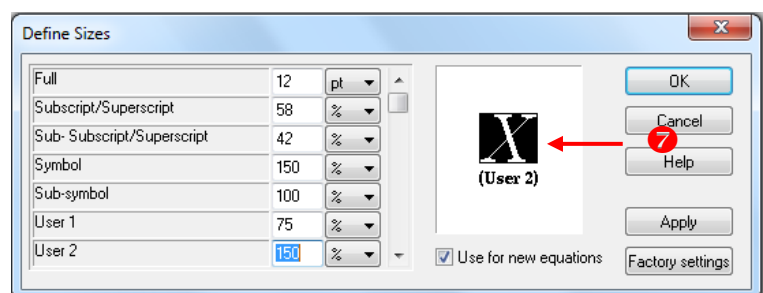 Define Sizes
Full 12 pt
Subscript/Superscript 58 %
Sub- Subscript/Superscript 42 %
Symbol 150 %
Sub-symbol 100 %
User 1 75 %
User 2 150 %
X
(User 2)
Use for new equations
OK
Cancel
7
Help
Apply
Factory settings